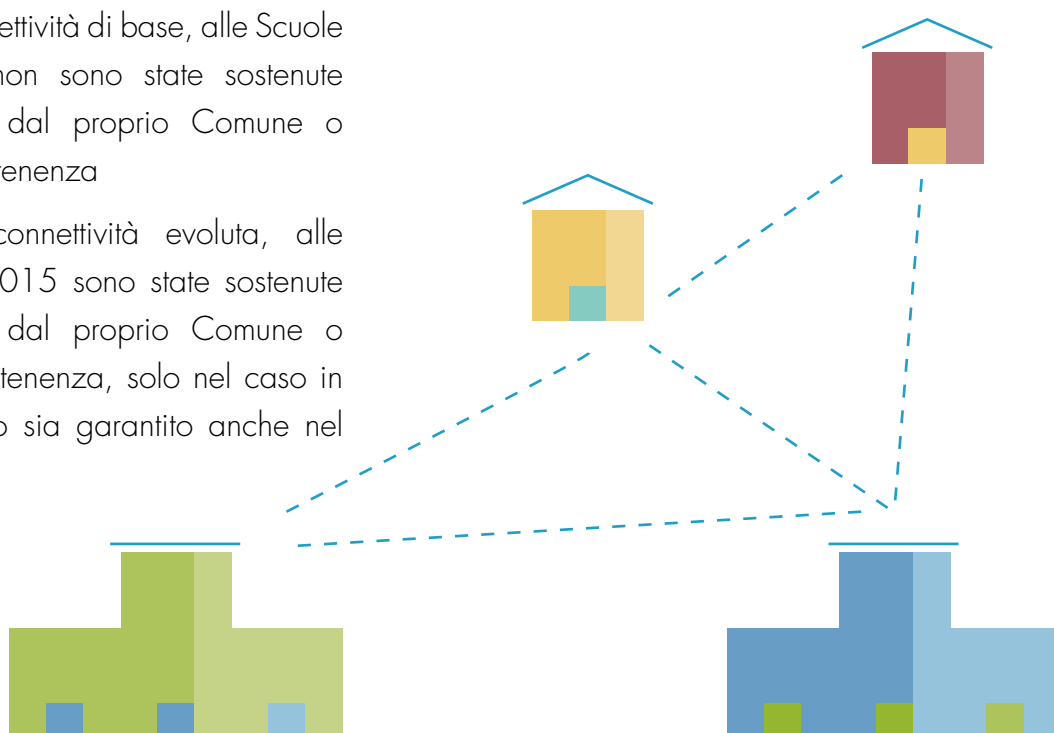 ettività di base, alle Scuole
non sono state sostenute
dal proprio Comune o
enenza
connettività evoluta, alle
015 sono state sostenute
dal proprio Comune o
tenenza, solo nel caso in
o sia garantito anche nel